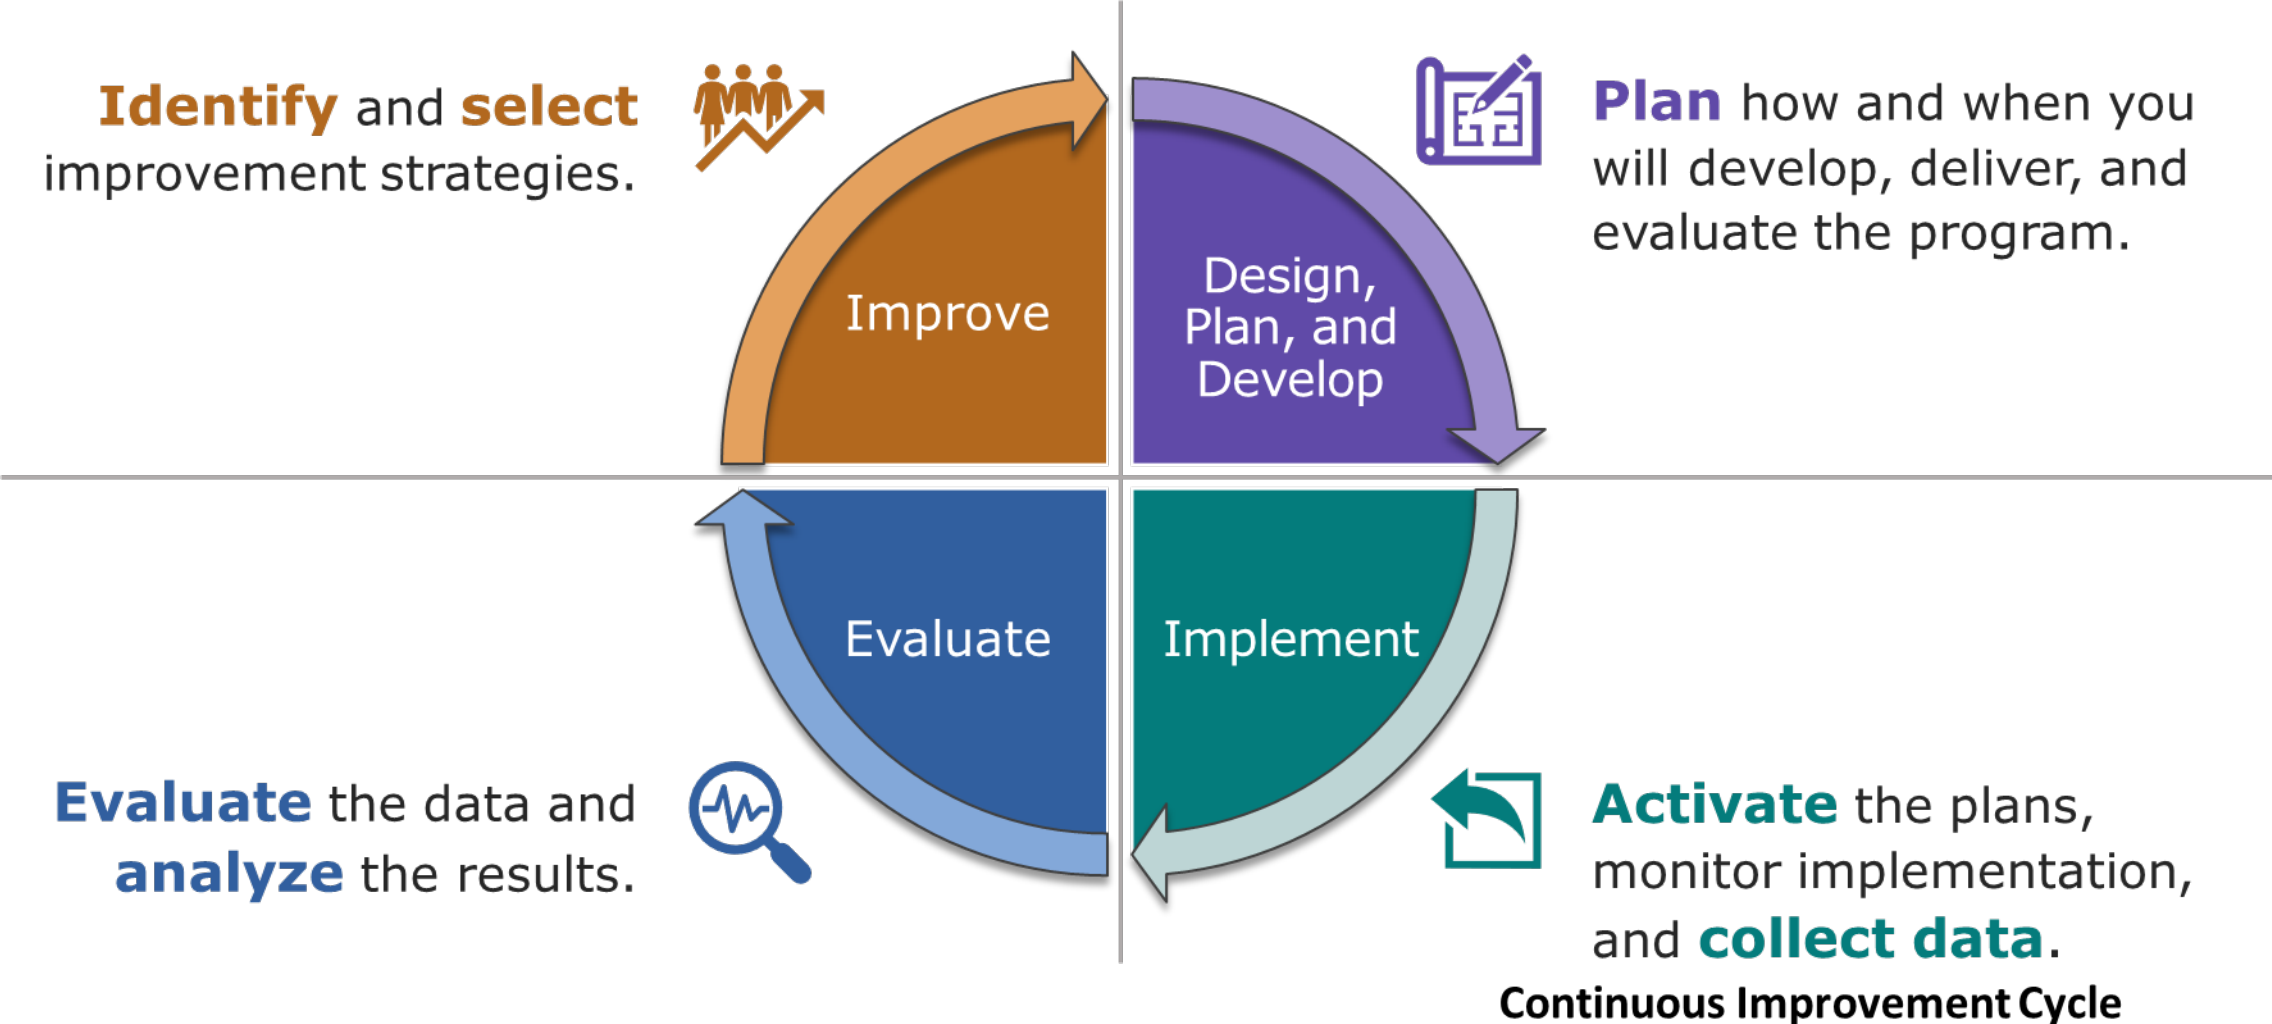 Identify and select
improvement strategies.
Plan how and when you
will develop, deliver, and
evaluate the program.
Improve
Design,
Plan, and
Develop
Evaluate
Implement
Evaluate the data and
analyze the results.
Activate the plans,
monitor implementation,
and collect data.
Continuous Improvement Cycle